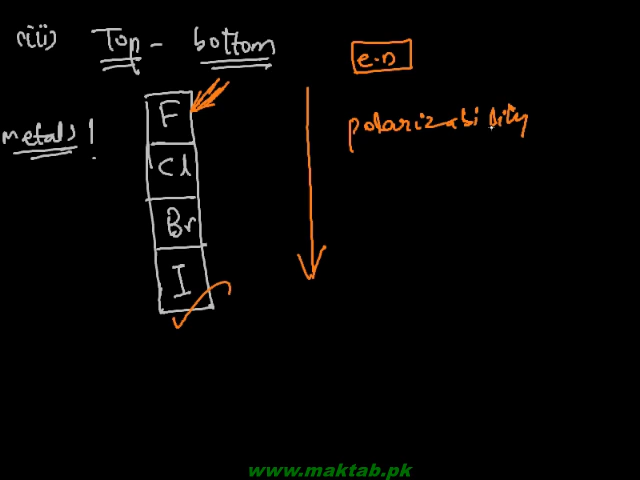 (iii) Top - bottom
e.n
metals!
F
Cl
Br
I
polarizability
www.maktab.pk